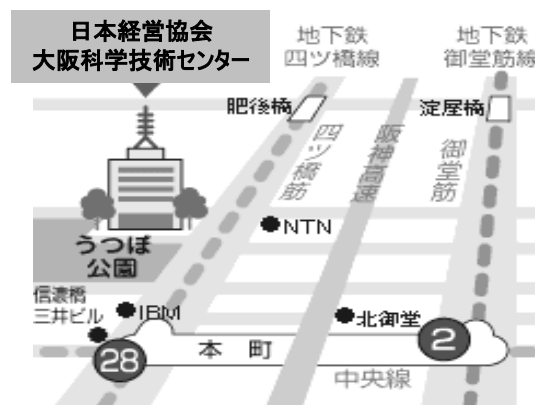 日本経営協会
大阪科学技術センター
地下鉄
四ツ橋線
地下鉄
御堂筋線
肥後橋
淀屋橋
四ツ橋筋
阪神高速
御堂筋
NTN
うつぼ
公園
信濃橋
三井ビル
IBM
北御堂
28
本町
2
中央線